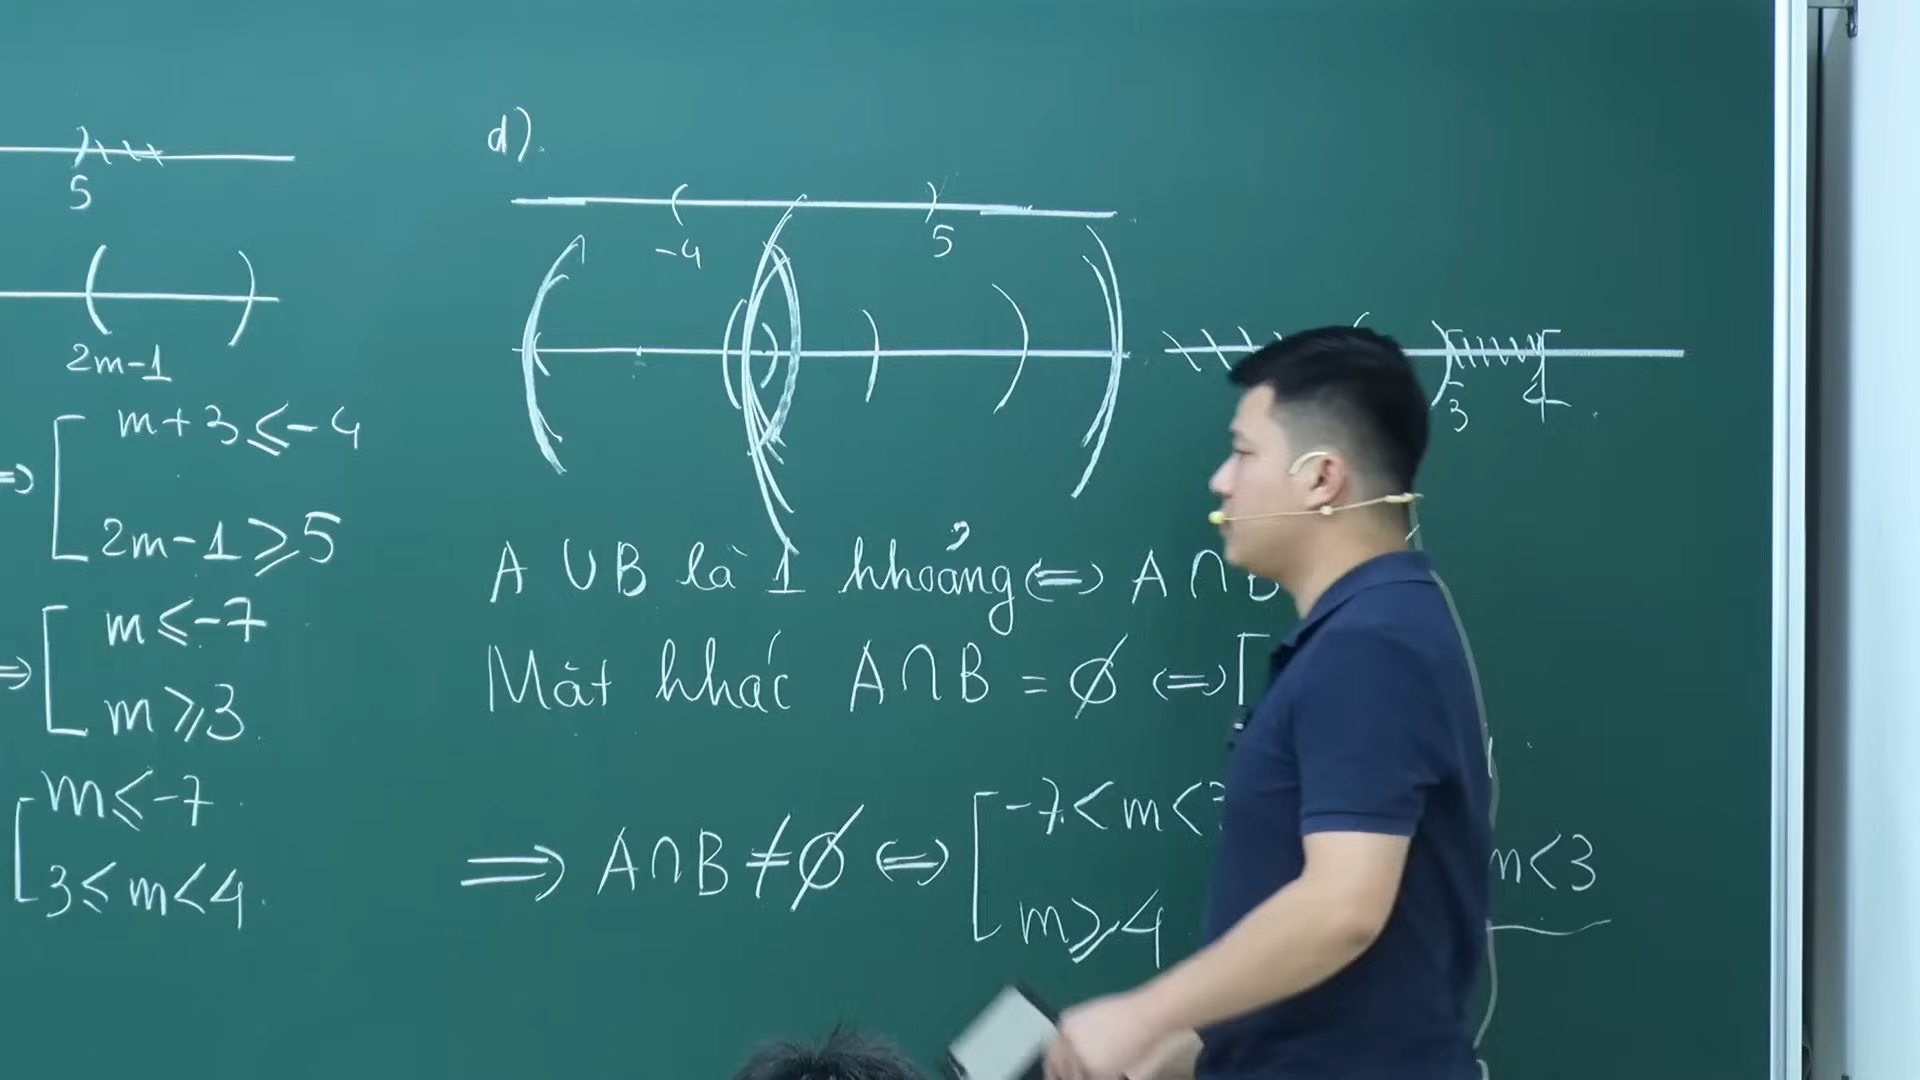 5
2m-1
⇒ [ m+3 ≤ -4
2m-1 ≥ 5
⇒ [ m ≤ -7
m ≥ 3
[ m ≤ -7
3 ≤ m < 4
d).
-4 5
3 4
A ∪ B là 1 khoảng ⇔ A ∩ B
Mặt khác A ∩ B = ∅ ⇔ [
⇒ A ∩ B ≠ ∅ ⇔ [ -7 < m <
m ≥ 4
m < 3